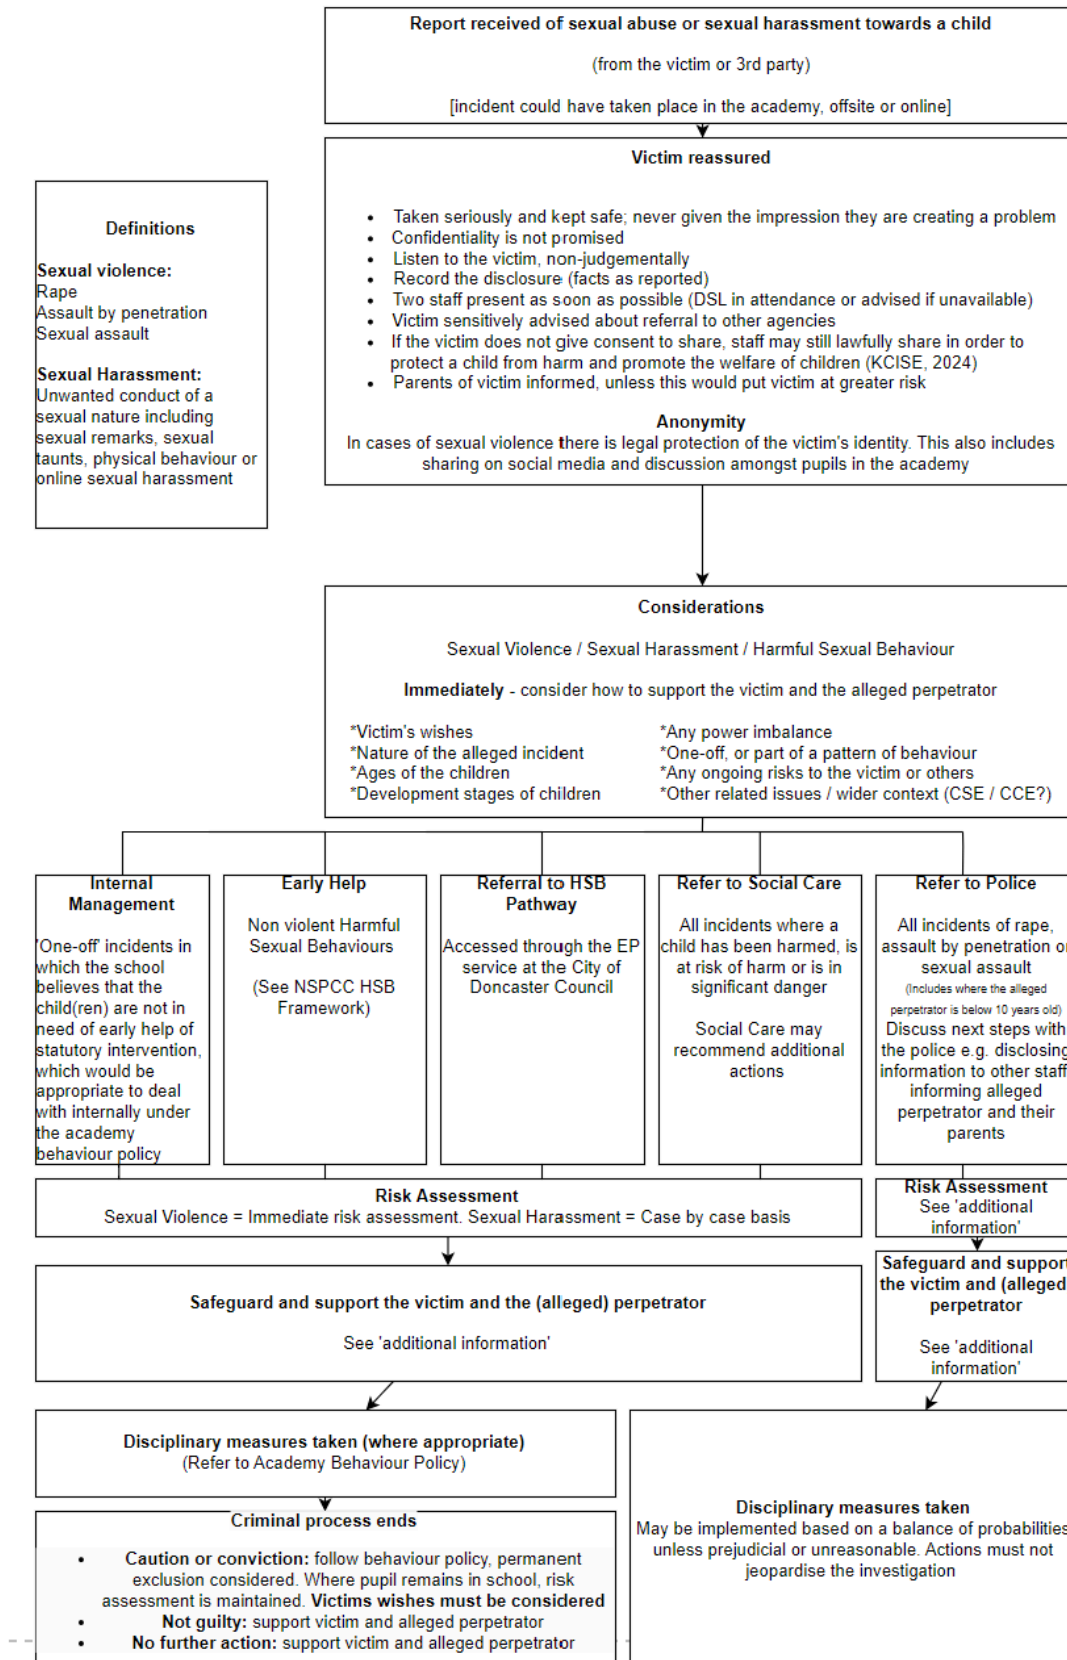 Report received of sexual abuse or sexual harassment towards a child
(from the victim or 3rd party)
[incident could have taken place in the academy, offsite or online]
Victim reassured
• Taken seriously and kept safe; never given the impression they are creating a problem
• Confidentiality is not promised
• Listen to the victim, non-judgementally
• Record the disclosure (facts as reported)
• Two staff present as soon as possible (DSL in attendance or advised if unavailable)
• Victim sensitively advised about referral to other agencies
• If the victim does not give consent to share, staff may still lawfully share in order to
protect a child from harm and promote the welfare of children (KCISE, 2024)
• Parents of victim informed, unless this would put victim at greater risk
Anonymity
In cases of sexual violence there is legal protection of the victim's identity. This also includes
sharing on social media and discussion amongst pupils in the academy
Definitions
Sexual violence:
Rape
Assault by penetration
Sexual assault
Sexual Harassment:
Unwanted conduct of a
sexual nature including
sexual remarks, sexual
taunts, physical behaviour or
online sexual harassment
Considerations
Sexual Violence / Sexual Harassment / Harmful Sexual Behaviour
Immediately - consider how to support the victim and the alleged perpetrator
*Victim's wishes
*Nature of the alleged incident
*Ages of the children
*Development stages of children
*Any power imbalance
*One-off, or part of a pattern of behaviour
*Any ongoing risks to the victim or others
*Other related issues / wider context (CSE / CCE?)
Internal
Management
'One-off' incidents in
which the school
believes that the
child(ren) are not in
need of early help of
statutory intervention,
which would be
appropriate to deal
with internally under
the academy
behaviour policy
Early Help
Non violent Harmful
Sexual Behaviours
(See NSPCC HSB
Framework)
Referral to HSB
Pathway
Accessed through the EP
service at the City of
Doncaster Council
Refer to Social Care
All incidents where a
child has been harmed, is
at risk of harm or is in
significant danger
Social Care may
recommend additional
actions
Refer to Police
All incidents of rape,
assault by penetration or
sexual assault
(Includes where the alleged
perpetrator is below 10 years old)
Discuss next steps with
the police e.g. disclosing
information to other staff,
informing alleged
perpetrator and their
parents
Risk Assessment
Sexual Violence = Immediate risk assessment. Sexual Harassment = Case by case basis
Risk Assessment
See 'additional
information'
Safeguard and support the victim and the (alleged) perpetrator
See 'additional information'
Safeguard and support
the victim and (alleged)
perpetrator
See 'additional
information'
Disciplinary measures taken (where appropriate)
(Refer to Academy Behaviour Policy)
Criminal process ends
• Caution or conviction: follow behaviour policy, permanent
exclusion considered. Where pupil remains in school, risk
assessment is maintained. Victims wishes must be considered
• Not guilty: support victim and alleged perpetrator
• No further action: support victim and alleged perpetrator
Disciplinary measures taken
May be implemented based on a balance of probabilities,
unless prejudicial or unreasonable. Actions must not
jeopardise the investigation